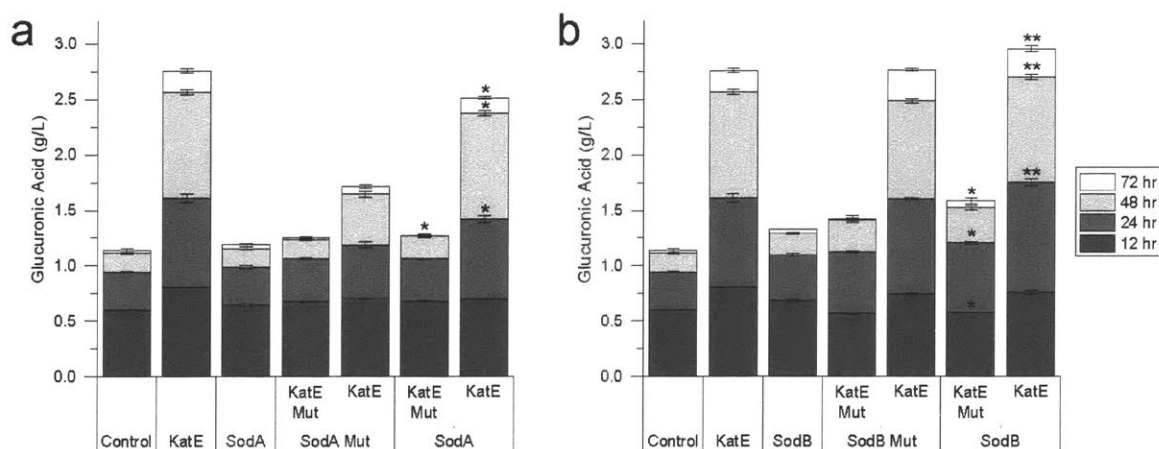 a
Glucuronic Acid (g/L)
3.0
2.5
2.0
1.5
1.0
0.5
0.0
*
*
*
*
KatE Mut
KatE
KatE Mut
KatE
Control
KatE
SodA
SodA Mut
SodA
b
Glucuronic Acid (g/L)
3.0
2.5
2.0
1.5
1.0
0.5
0.0
**
**
**
*
*
*
KatE Mut
KatE
KatE Mut
KatE
Control
KatE
SodB
SodB Mut
SodB
72 hr
48 hr
24 hr
12 hr